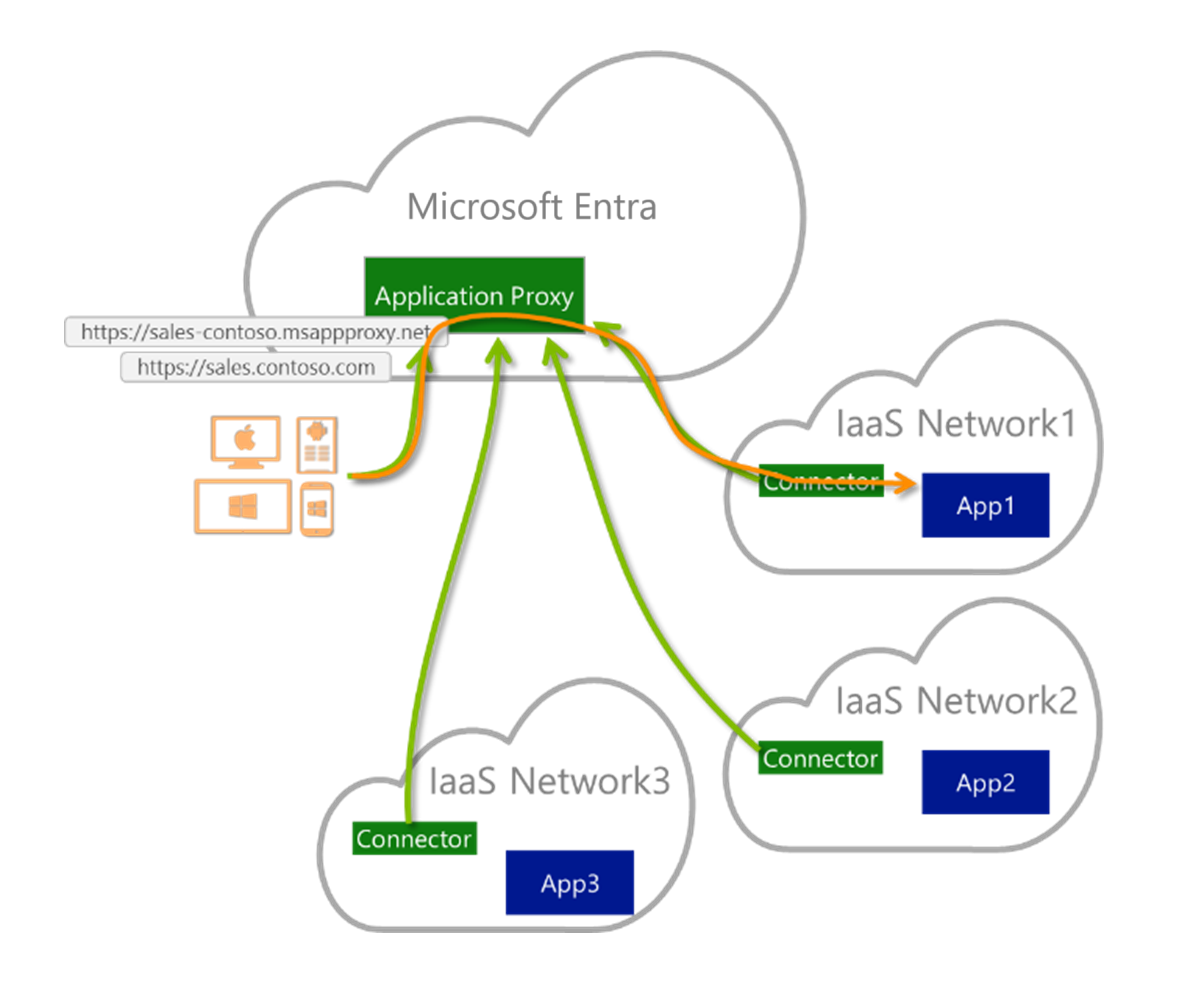 Microsoft Entra
Application Proxy
https://sales-contoso.msappproxy.net
https://sales.contoso.com
IaaS Network1
Connector
App1
IaaS Network2
Connector
App2
IaaS Network3
Connector
App3